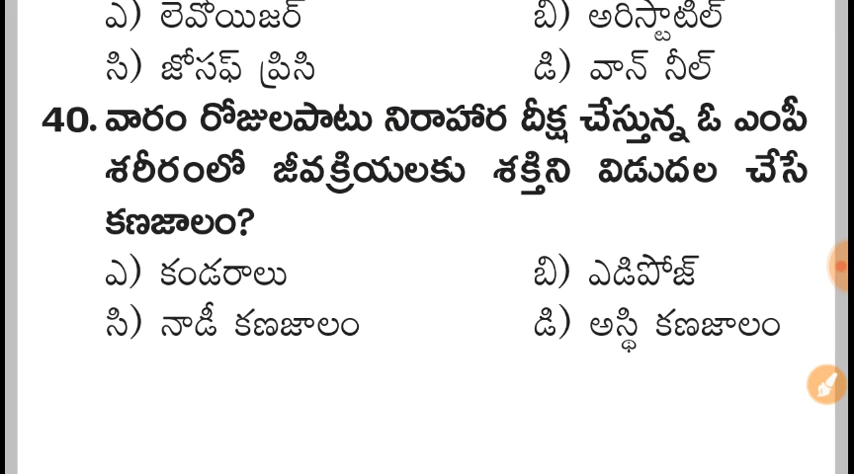 ఎ) లెవోయిజర్ బి) అరిస్టాటిల్
సి) జోసఫ్ ప్రిసి డి) వాన్ నీల్
40. వారం రోజులపాటు నిరాహార దీక్ష చేస్తున్న ఓ ఎంపీ
శరీరంలో జీవక్రియలకు శక్తిని విడుదల చేసే
కణజాలం?
ఎ) కండరాలు బి) ఎడిపోజ్
సి) నాడీ కణజాలం డి) అస్థి కణజాలం